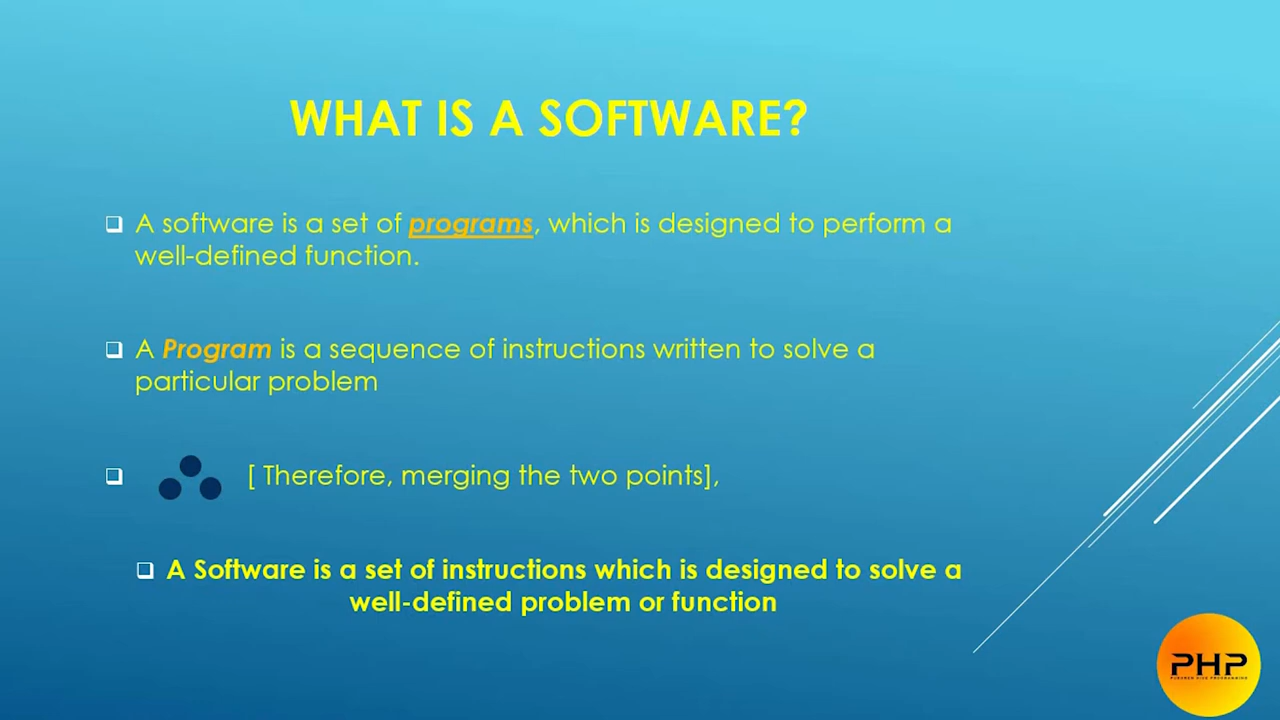 WHAT IS A SOFTWARE?
A software is a set of programs, which is designed to perform a
well-defined function.
A Program is a sequence of instructions written to solve a
particular problem
[ Therefore, merging the two points],
A Software is a set of instructions which is designed to solve a
well-defined problem or function
PHP